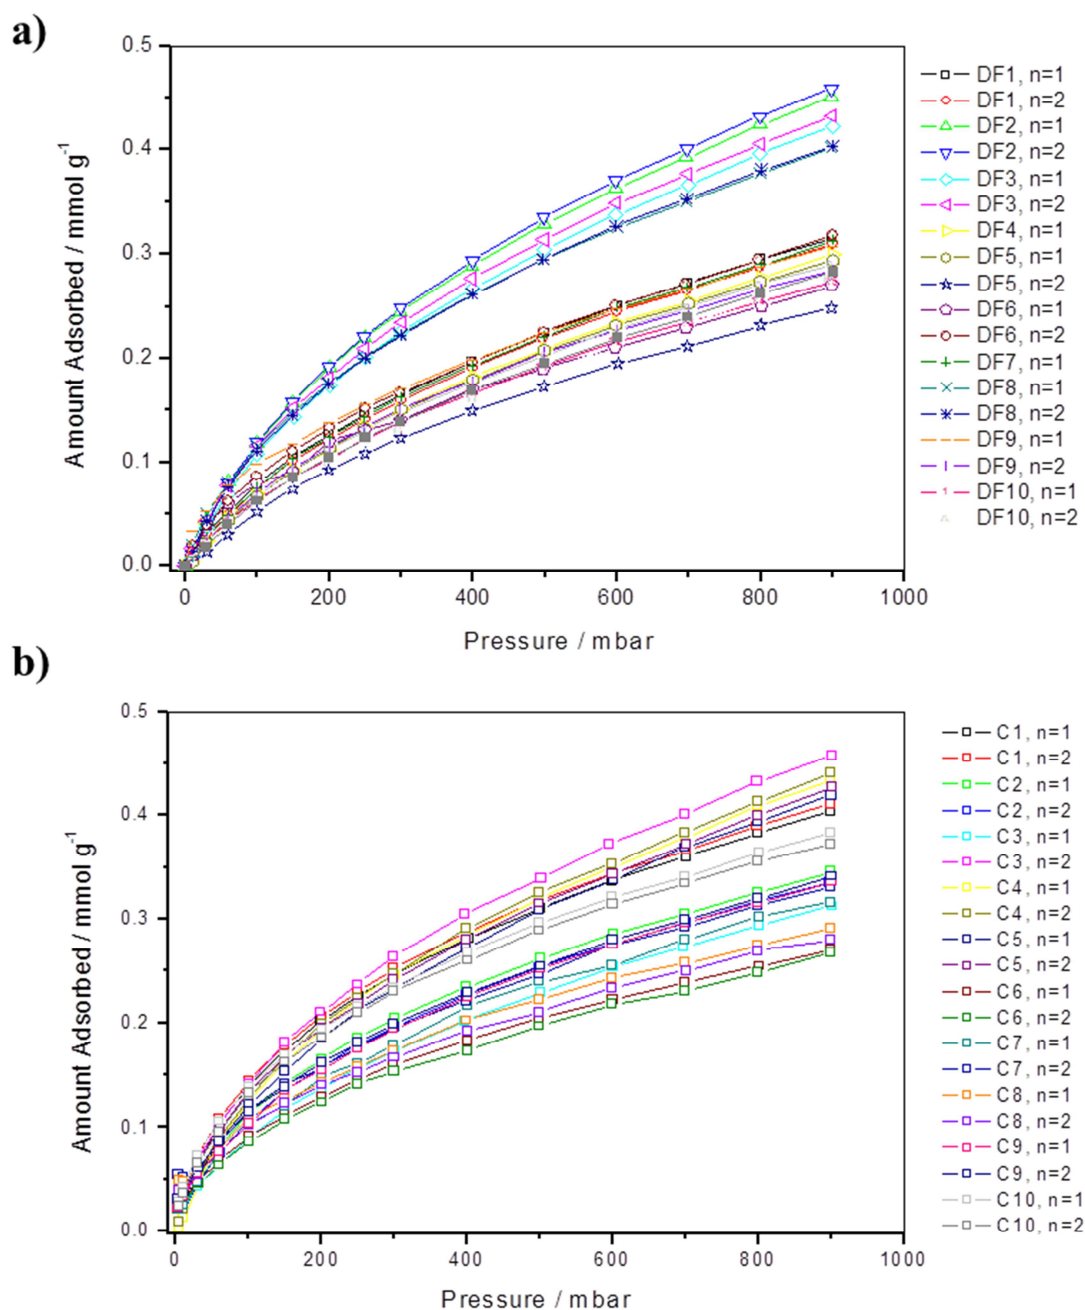 a)
0.5
0.4
0.3
0.2
0.1
0.0
Amount Adsorbed / mmol g-1
0
200
400
600
800
1000
Pressure / mbar
DF1, n=1
DF1, n=2
DF2, n=1
DF2, n=2
DF3, n=1
DF3, n=2
DF4, n=1
DF5, n=1
DF5, n=2
DF6, n=1
DF6, n=2
DF7, n=1
DF8, n=1
DF8, n=2
DF9, n=1
DF9, n=2
DF10, n=1
DF10, n=2
b)
0.5
0.4
0.3
0.2
0.1
0.0
Amount Adsorbed / mmol g-1
0
200
400
600
800
1000
Pressure / mbar
C1, n=1
C1, n=2
C2, n=1
C2, n=2
C3, n=1
C3, n=2
C4, n=1
C4, n=2
C5, n=1
C5, n=2
C6, n=1
C6, n=2
C7, n=1
C7, n=2
C8, n=1
C8, n=2
C9, n=1
C9, n=2
C10, n=1
C10, n=2